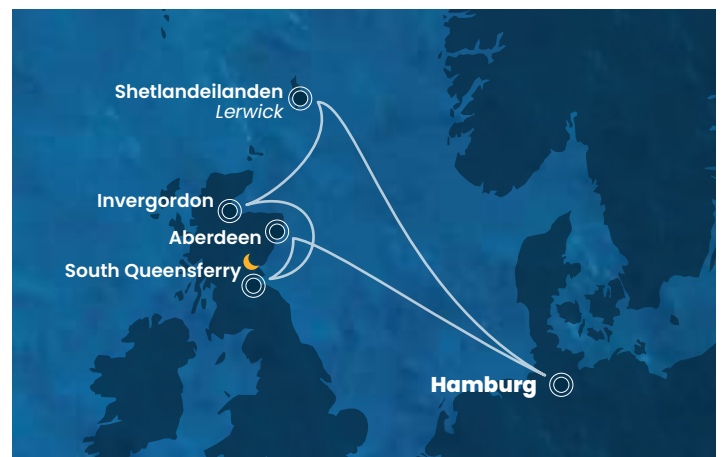 Shetlandeilanden
Lerwick
Invergordon
Aberdeen
South Queensferry
Hamburg